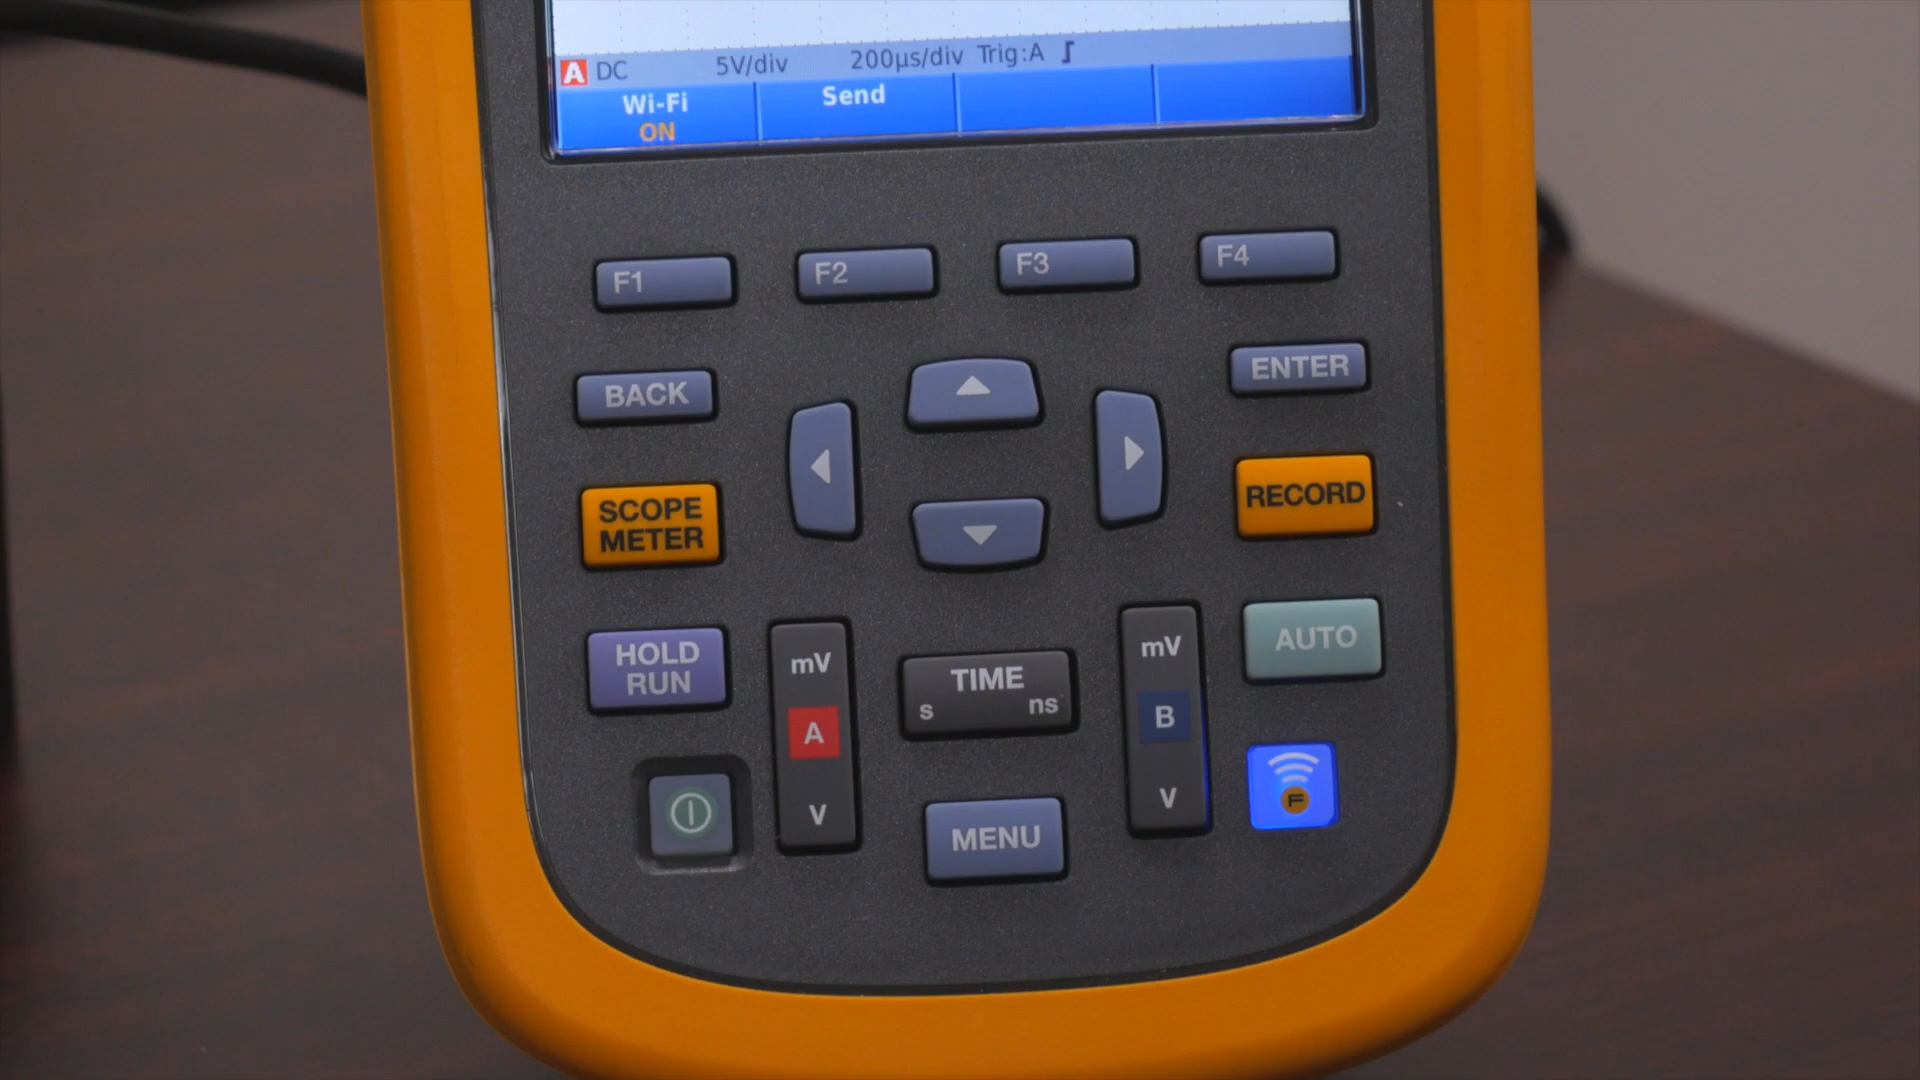 A DC 5V/div 200µs/div Trig:A
Wi-Fi Send
ON
F1 F2 F3 F4
BACK ENTER
SCOPE
METER
RECORD
HOLD
RUN
mV
A
V
TIME
s ns
mV
B
V
AUTO
MENU
F